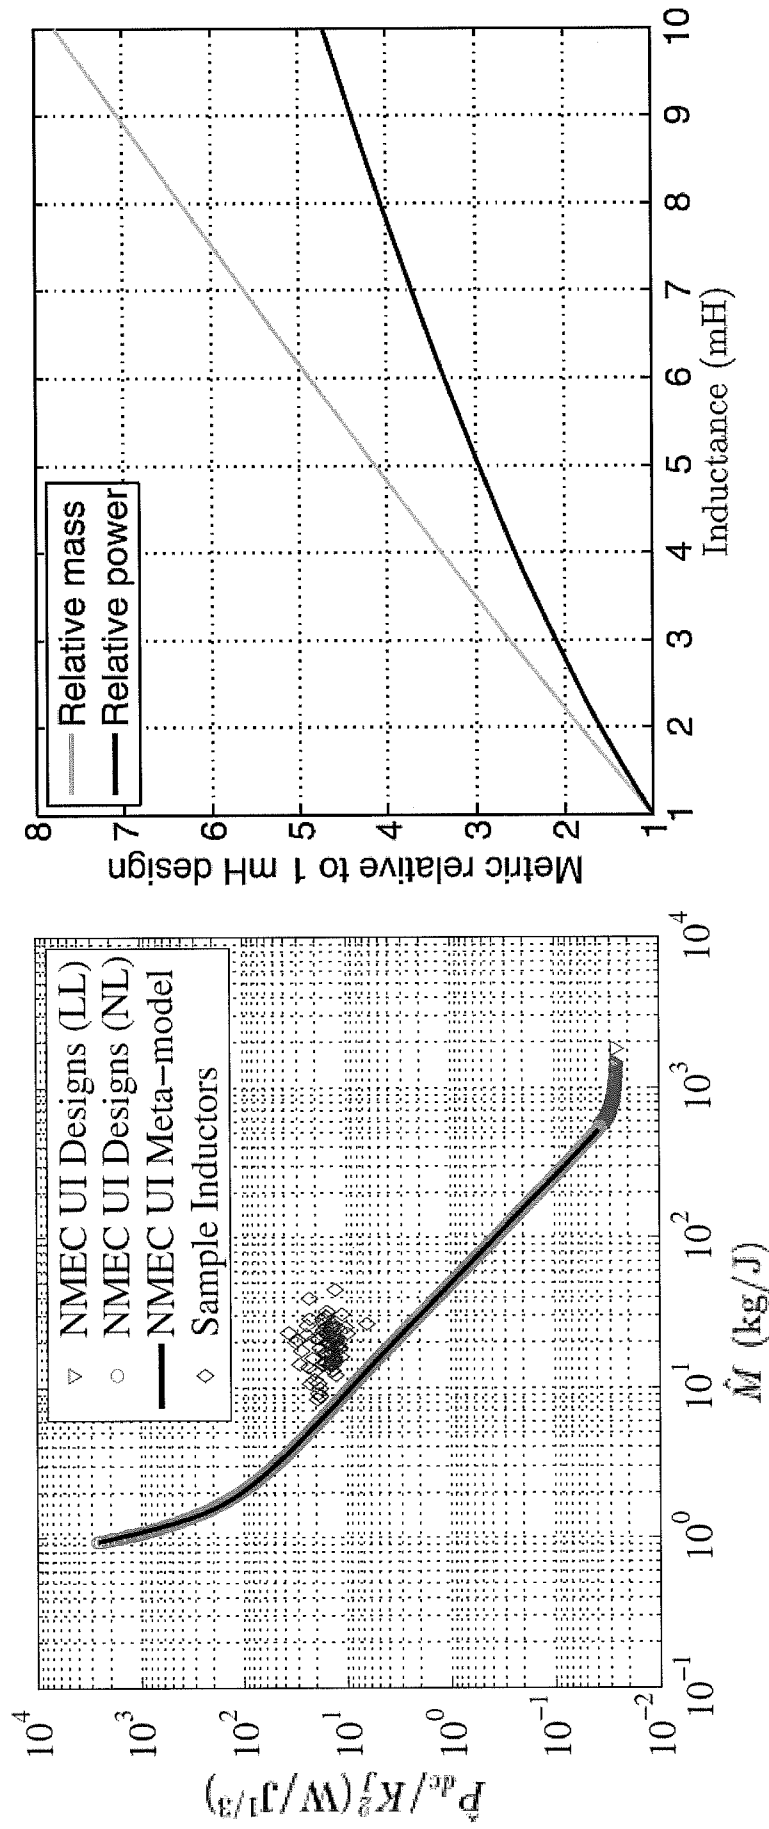 10^4
10^3
10^2
10^1
10^0
10^-1
10^-2
P̂_dc/K_J^2 (W/J^1/3)
NMEC UI Designs (LL)
NMEC UI Designs (NL)
NMEC UI Meta-model
Sample Inductors
10^-1 10^0 10^1 10^2 10^3 10^4
M̂ (kg/J)
8
7
6
5
4
3
2
1
Metric relative to 1 mH design
Relative mass
Relative power
1 2 3 4 5 6 7 8 9 10
Inductance (mH)